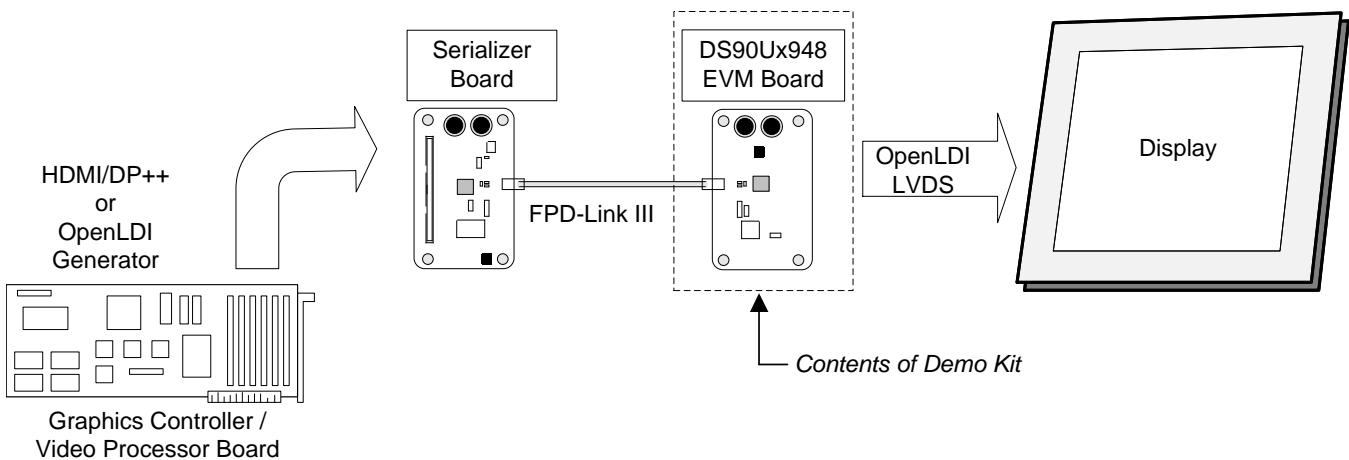 HDMI/DP++
or
OpenLDI
Generator
Graphics Controller /
Video Processor Board
Serializer
Board
FPD-Link III
DS90Ux948
EVM Board
Contents of Demo Kit
OpenLDI
LVDS
Display